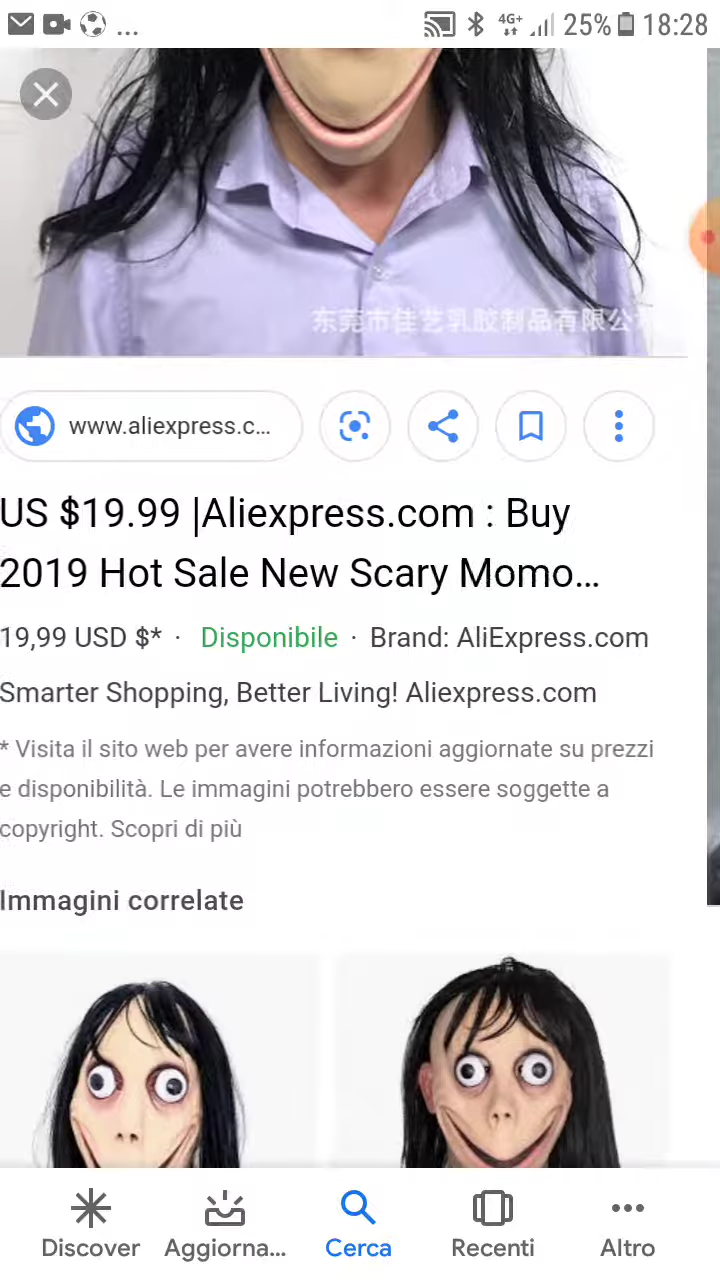 ... 4G+ 25% 18:28
东莞市佳艺乳胶制品有限公
www.aliexpress.c...
US $19.99 |Aliexpress.com : Buy
2019 Hot Sale New Scary Momo...
19,99 USD $* · Disponibile · Brand: AliExpress.com
Smarter Shopping, Better Living! Aliexpress.com
* Visita il sito web per avere informazioni aggiornate su prezzi
e disponibilità. Le immagini potrebbero essere soggette a
copyright. Scopri di più
Immagini correlate
Discover Aggiorna... Cerca Recenti Altro